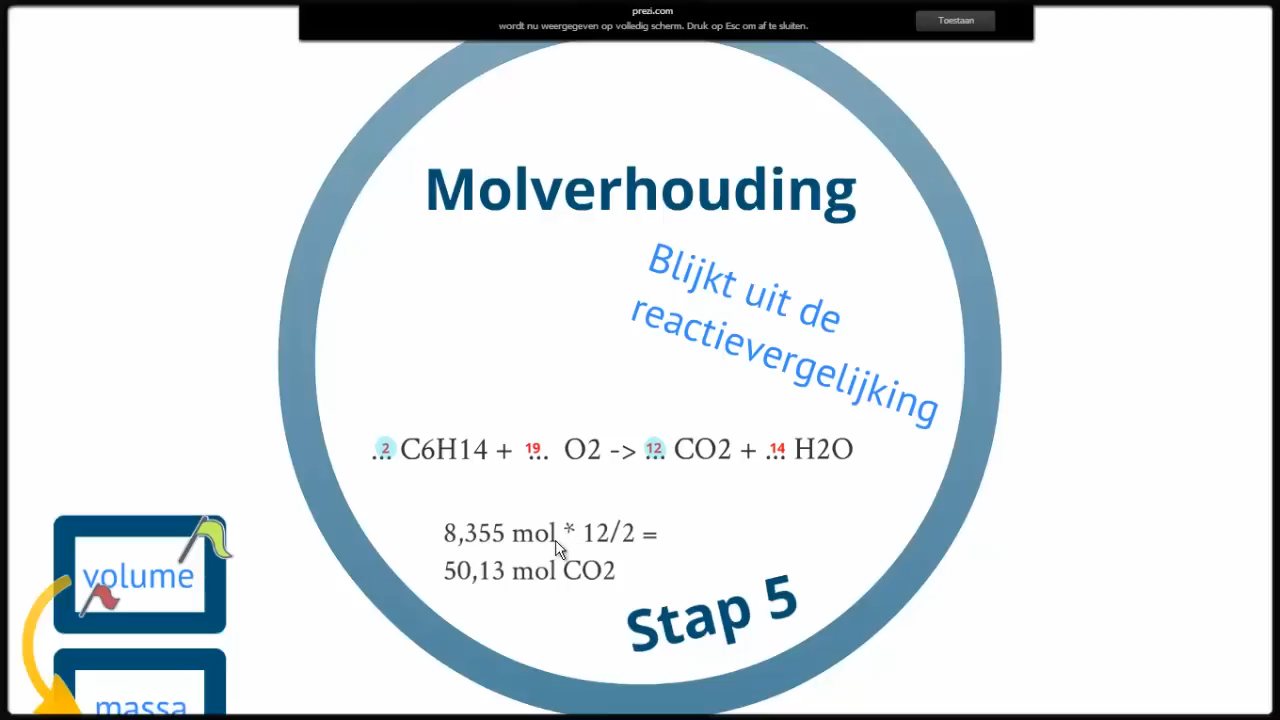 prezi.com
wordt nu weergegeven op volledig scherm. Druk op Esc om af te sluiten.
Toestaan
Molverhouding
Blijkt uit de
reactievergelijking
...2 C6H14 + ...19 O2 -> ...12 CO2 + ...14 H2O
8,355 mol * 12/2 =
50,13 mol CO2
Stap 5
volume
massa